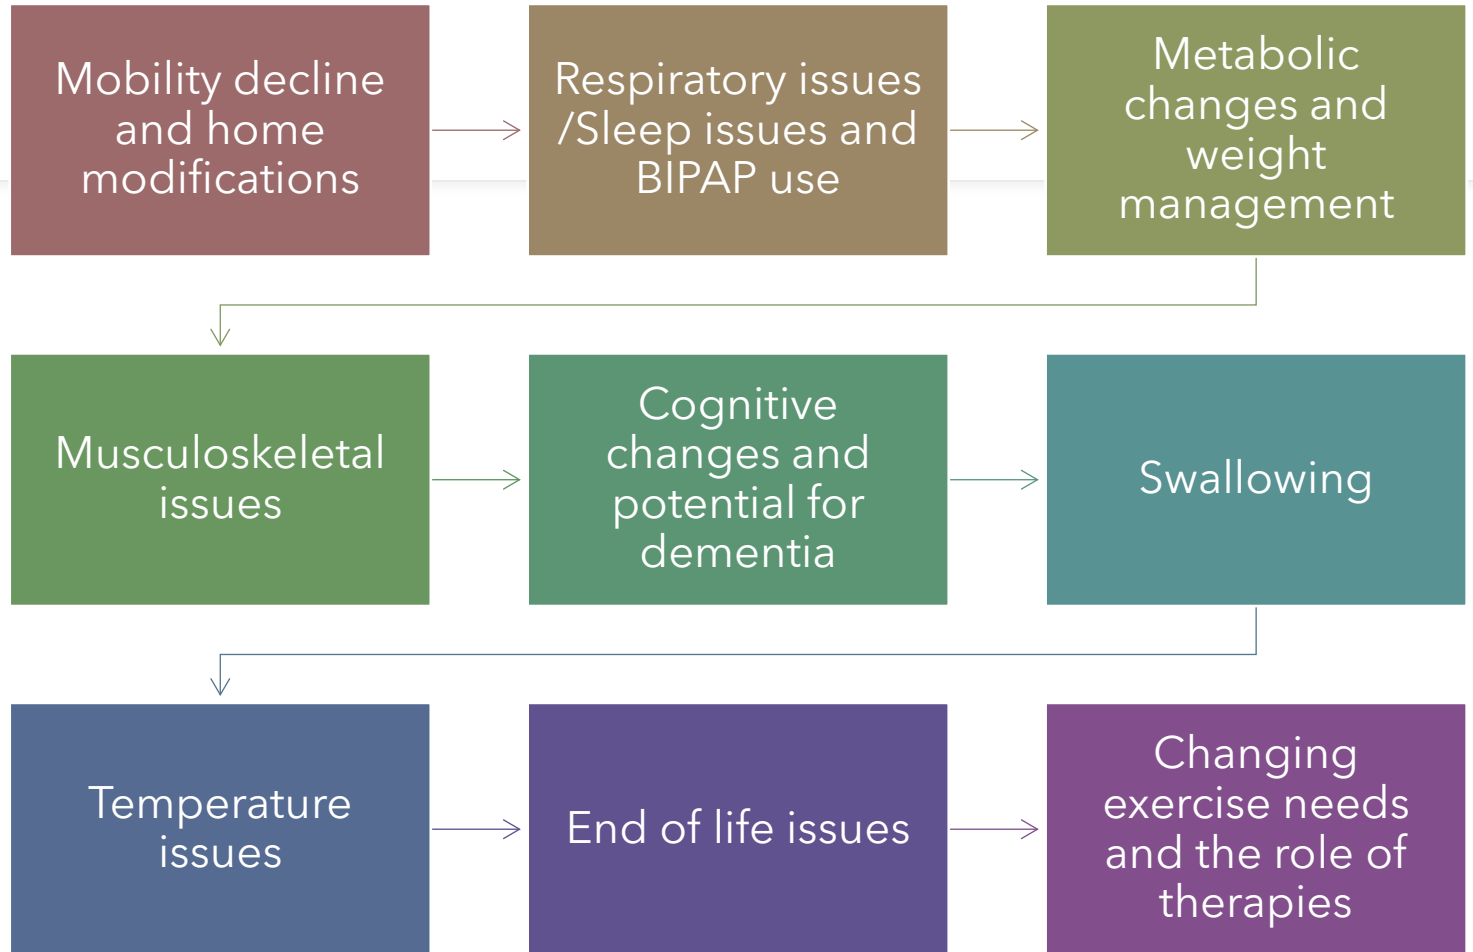 Mobility decline
and home
modifications
Respiratory issues
/Sleep issues and
BIPAP use
Metabolic
changes and
weight
management
Musculoskeletal
issues
Cognitive
changes and
potential for
dementia
Swallowing
Temperature
issues
End of life issues
Changing
exercise needs
and the role of
therapies